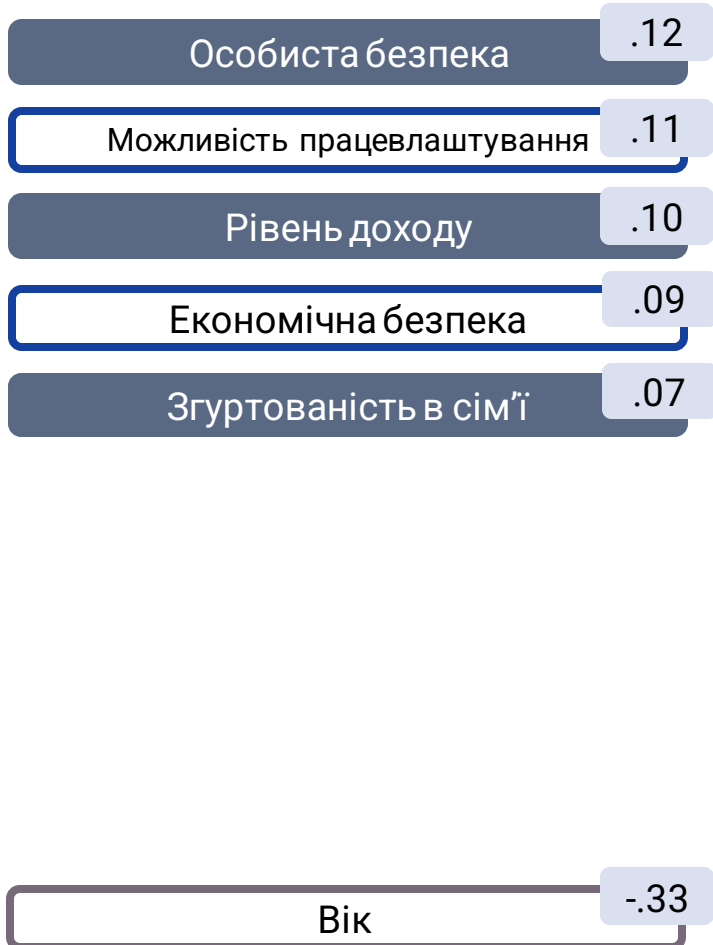 Особиста безпека .12
Можливість працевлаштування .11
Рівень доходу .10
Економічна безпека .09
Згуртованість в сім’ї .07
Вік -.33